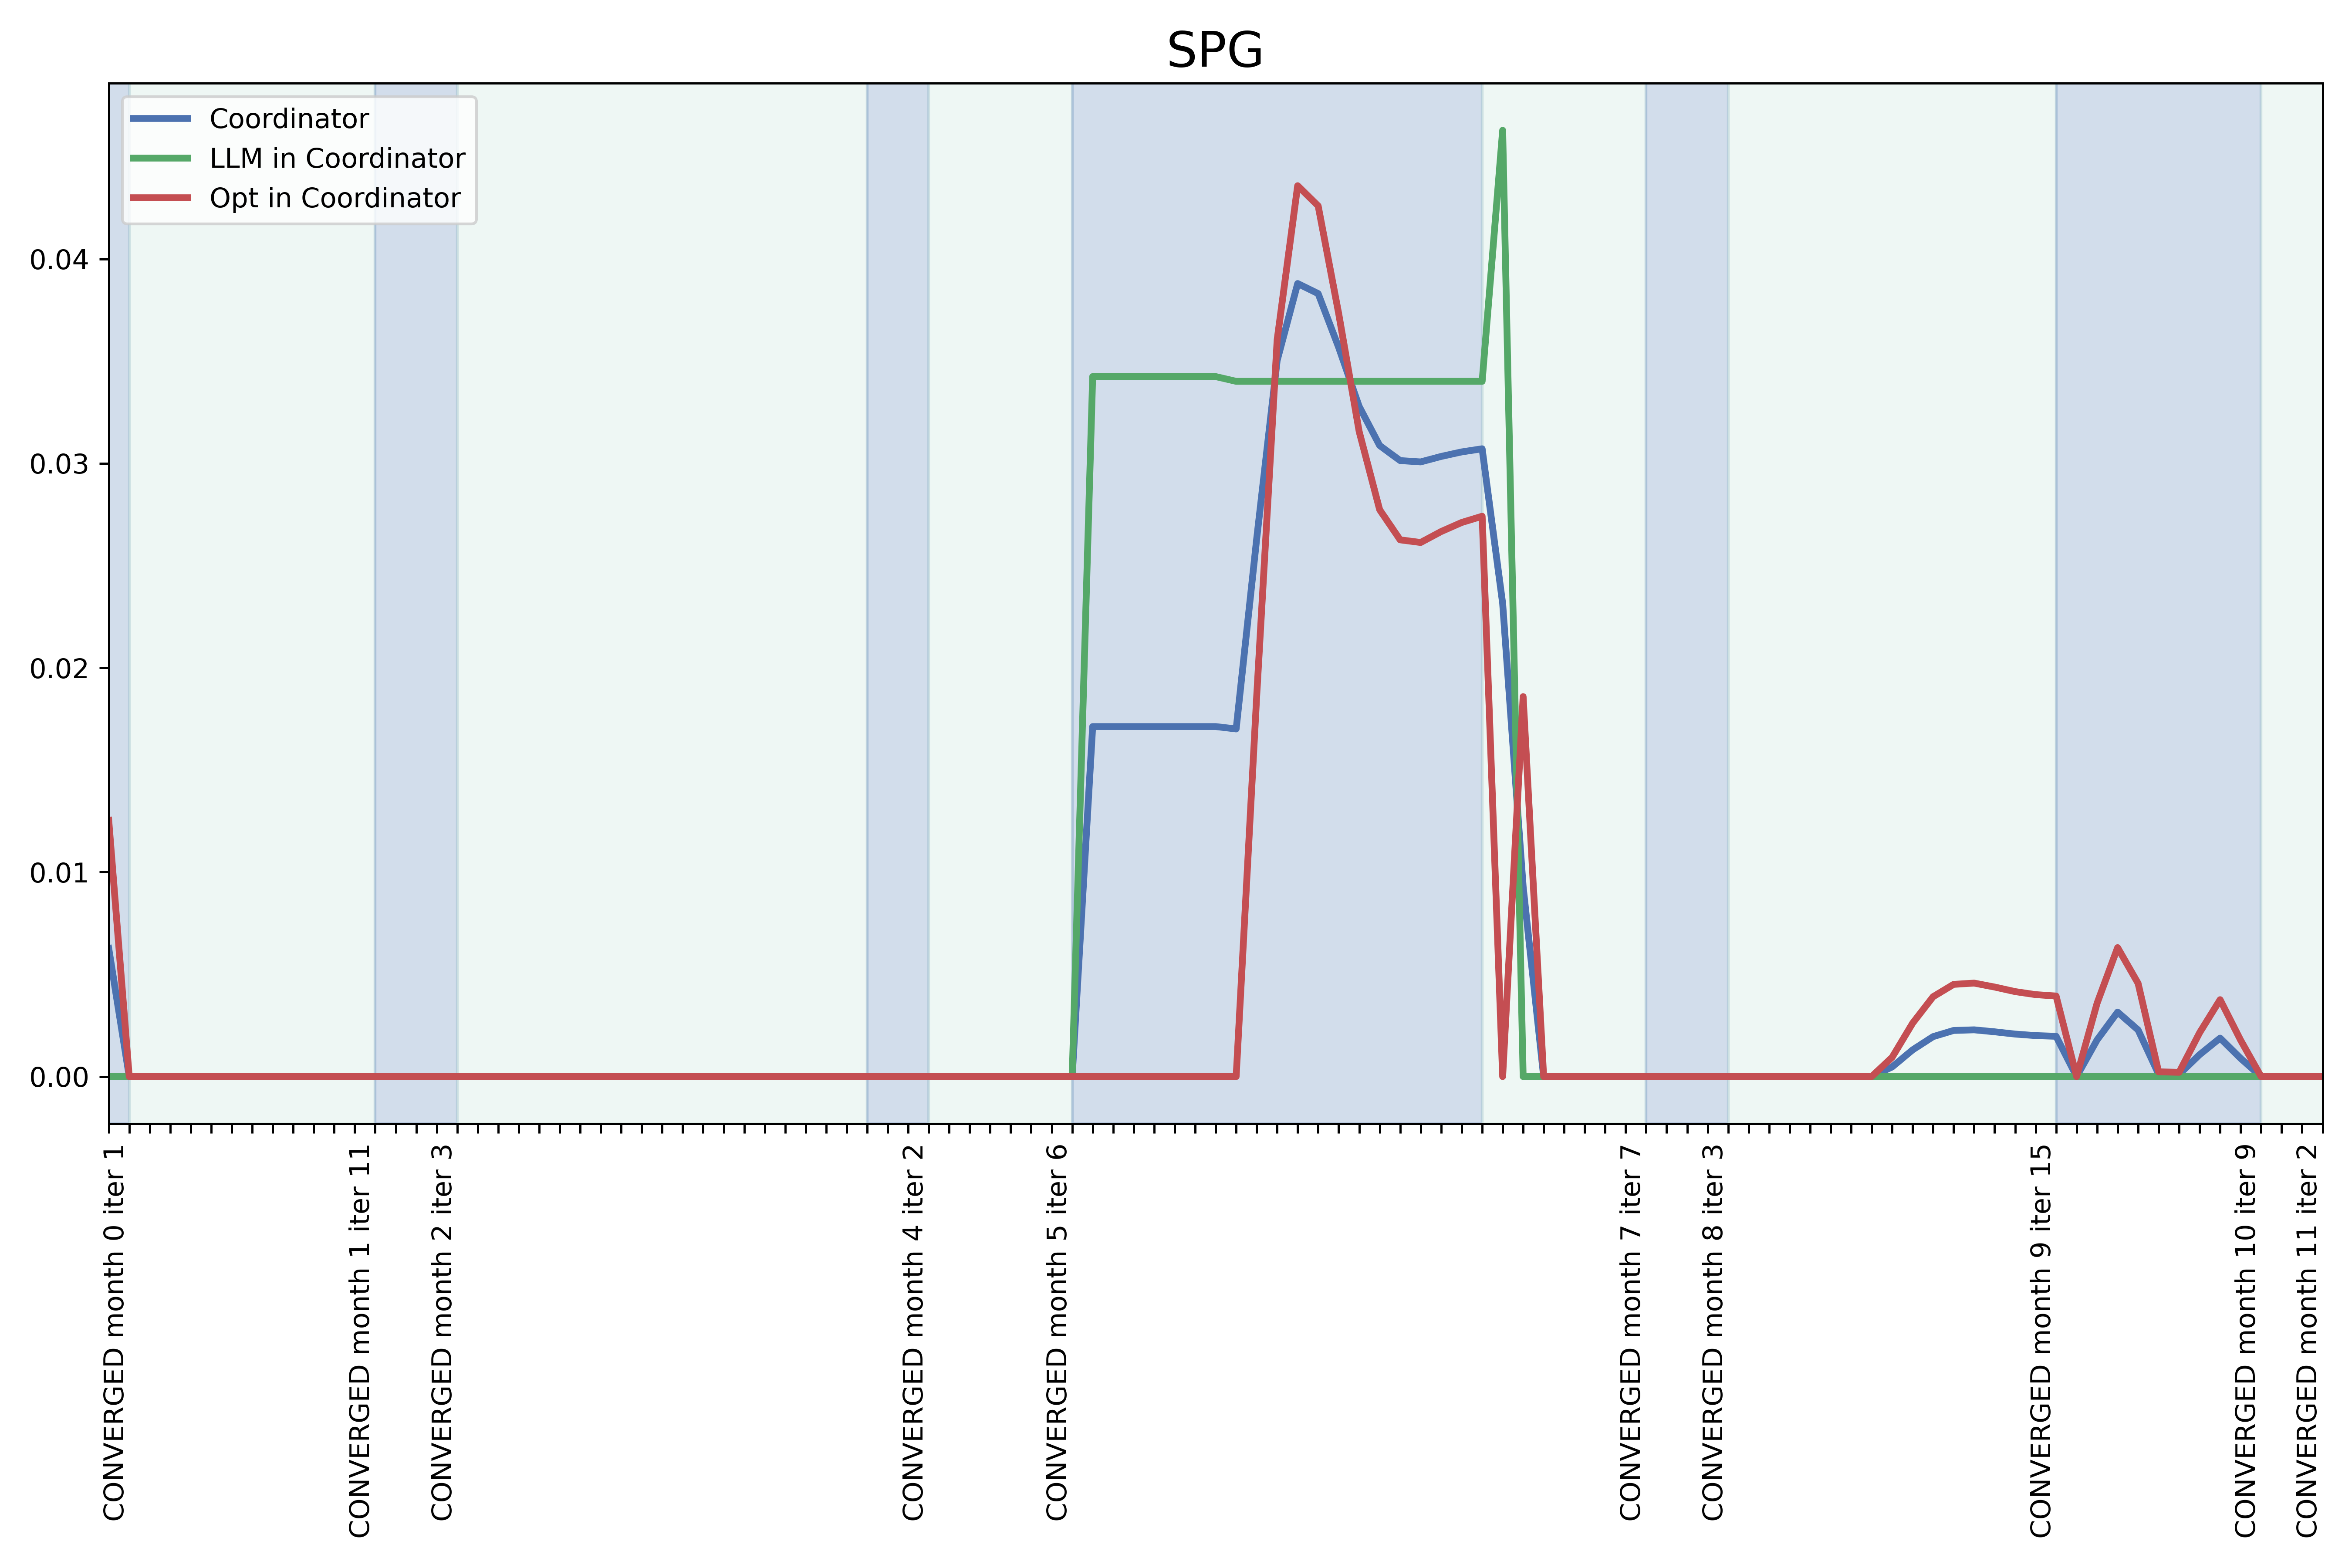 SPG
Coordinator
LLM in Coordinator
Opt in Coordinator
0.04
0.03
0.02
0.01
0.00
CONVERGED month 0 iter 1
CONVERGED month 1 iter 11
CONVERGED month 2 iter 3
CONVERGED month 4 iter 2
CONVERGED month 5 iter 6
CONVERGED month 7 iter 7
CONVERGED month 8 iter 3
CONVERGED month 9 iter 15
CONVERGED month 10 iter 9
CONVERGED month 11 iter 2